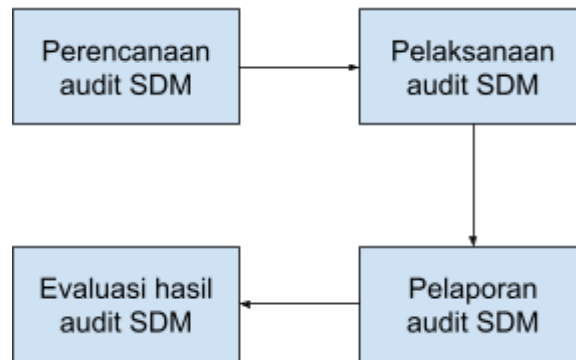 Perencanaan
audit SDM
Pelaksanaan
audit SDM
Evaluasi hasil
audit SDM
Pelaporan
audit SDM